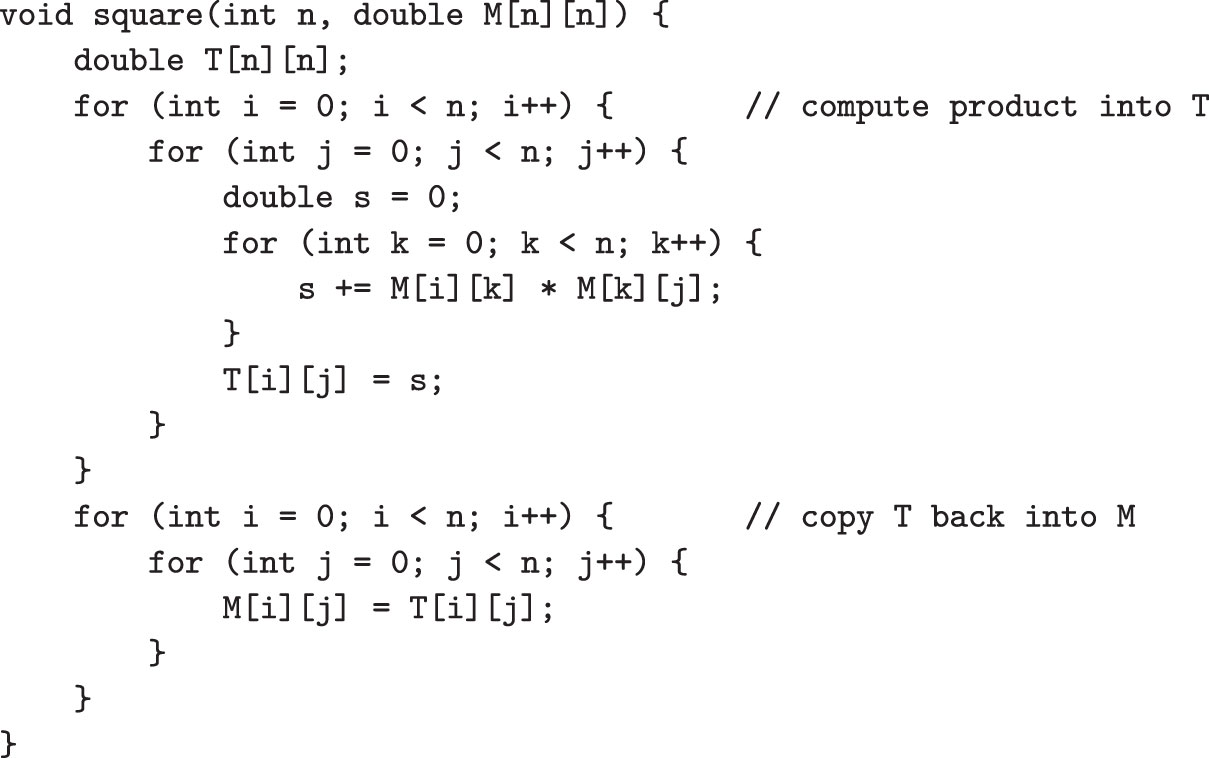 void square(int n, double M[n][n]) {
    double T[n][n];
    for (int i = 0; i < n; i++) {       // compute product into T
        for (int j = 0; j < n; j++) {
            double s = 0;
            for (int k = 0; k < n; k++) {
                s += M[i][k] * M[k][j];
            }
            T[i][j] = s;
        }
    }
    for (int i = 0; i < n; i++) {       // copy T back into M
        for (int j = 0; j < n; j++) {
            M[i][j] = T[i][j];
        }
    }
}